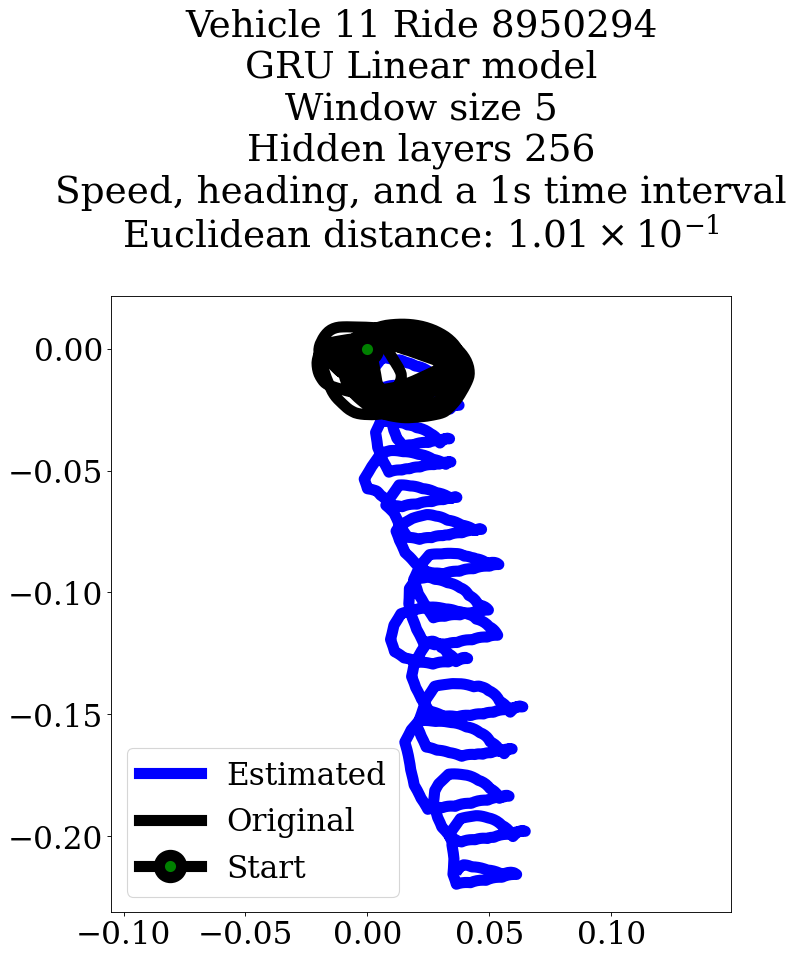 Vehicle 11 Ride 8950294
GRU Linear model
Window size 5
Hidden layers 256
Speed, heading, and a 1s time interval
Euclidean distance: 1.01 × 10⁻¹
0.00
−0.05
−0.10
−0.15
−0.20
Estimated
Original
Start
−0.10 −0.05 0.00 0.05 0.10